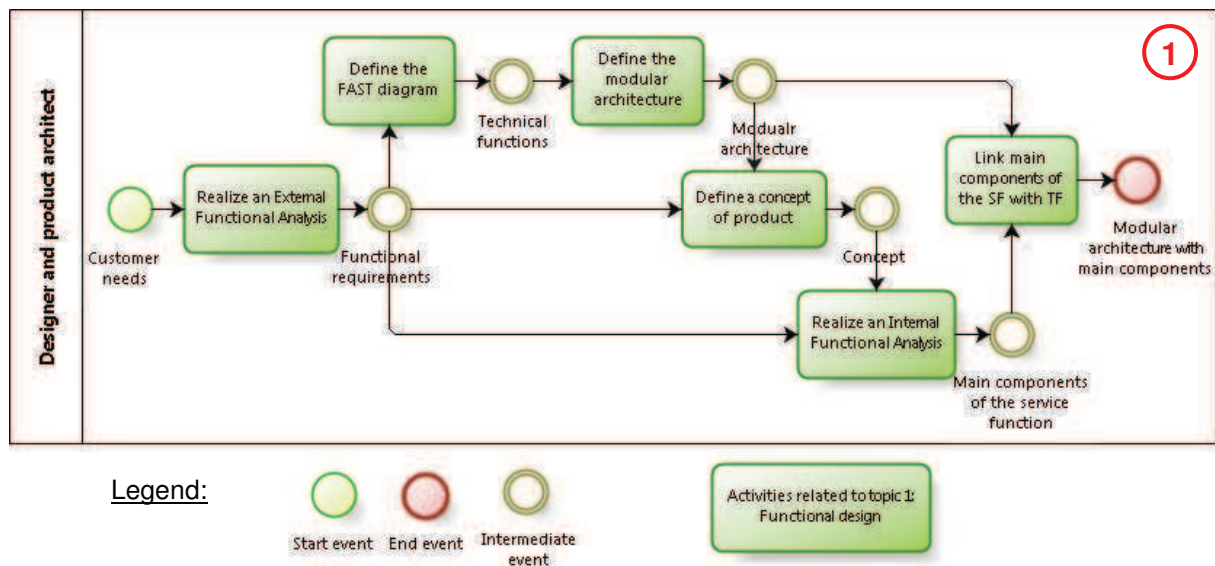 Designer and product architect
1
Define the
FAST diagram
Technical
functions
Define the
modular
architecture
Modualr
architecture
Link main
components of
the SF with TF
Modular
architecture with
main components
Customer
needs
Realize an External
Functional Analysis
Functional
requirements
Define a concept
of product
Concept
Realize an Internal
Functional Analysis
Main components
of the service
function
Legend:
Start event
End event
Intermediate
event
Activities related to topic 1:
Functional design